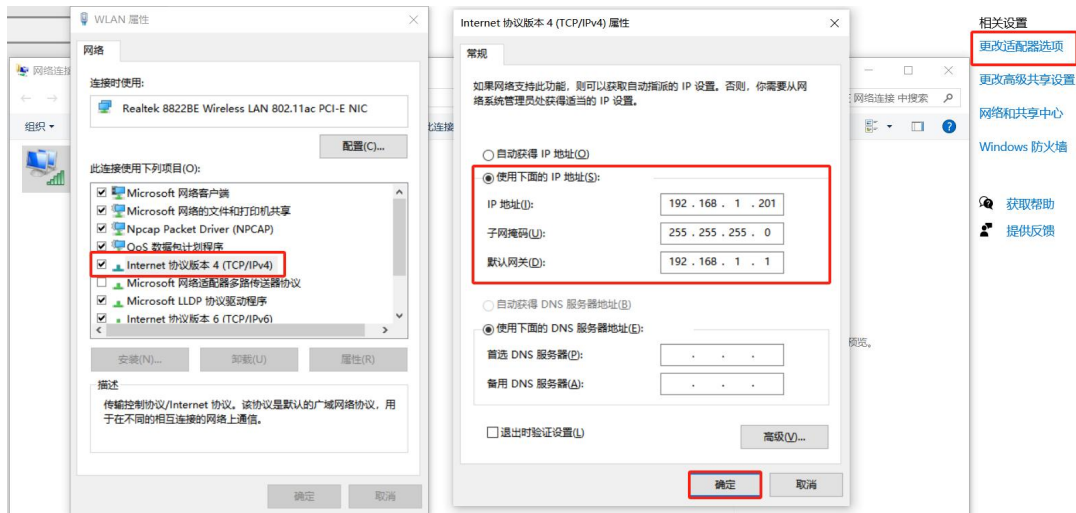 WLAN 属性
网络
连接时使用:
Realtek 8822BE Wireless LAN 802.11ac PCI-E NIC
配置(C)...
此连接使用下列项目(O):
Microsoft 网络客户端
Microsoft 网络的文件和打印机共享
Npcap Packet Driver (NPCAP)
QoS 数据包计划程序
Internet 协议版本 4 (TCP/IPv4)
Microsoft 网络适配器多路传送器协议
Microsoft LLDP 协议驱动程序
Internet 协议版本 6 (TCP/IPv6)
安装(N)...
卸载(U)
属性(R)
描述
传输控制协议/Internet 协议。该协议是默认的广域网络协议，用
于在不同的相互连接的网络上通信。
确定
取消
网络连接
组织
Internet 协议版本 4 (TCP/IPv4) 属性
常规
如果网络支持此功能，则可以获取自动指派的 IP 设置。否则，你需要从网
络系统管理员处获得适当的 IP 设置。
自动获得 IP 地址(O)
使用下面的 IP 地址(S):
IP 地址(I):
192 . 168 . 1 . 201
子网掩码(U):
255 . 255 . 255 . 0
默认网关(D):
192 . 168 . 1 . 1
自动获得 DNS 服务器地址(B)
使用下面的 DNS 服务器地址(E):
首选 DNS 服务器(P):
. . .
备用 DNS 服务器(A):
. . .
退出时验证设置(L)
高级(V)...
确定
取消
此连接
网络连接 中搜索
预览。
相关设置
更改适配器选项
更改高级共享设置
网络和共享中心
Windows 防火墙
获取帮助
提供反馈